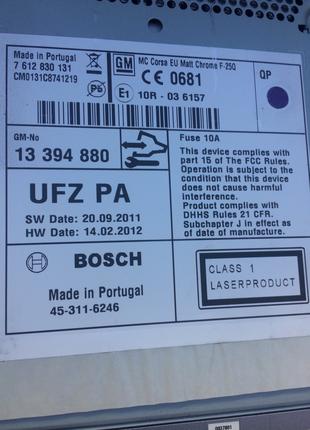 Made in Portugal
7 612 830 131
CM0131C8741219
Pb
GM
MC Corsa EU Matt Chrome F-25Q
CE 0681
E1
10R - 03 6157
QP
GM-No
13 394 880
UFZ PA
SW Date: 20.09.2011
HW Date: 14.02.2012
BOSCH
Made in Portugal
45-311-6246
Fuse 10A
This device complies with
part 15 of The FCC Rules.
Operation is subject to the
condition that this device
does not cause harmful
interference.
Product complies with
DHHS Rules 21 CFR.
Subchapter J in effect as
of date of manufacture.
CLASS 1
LASERPRODUCT